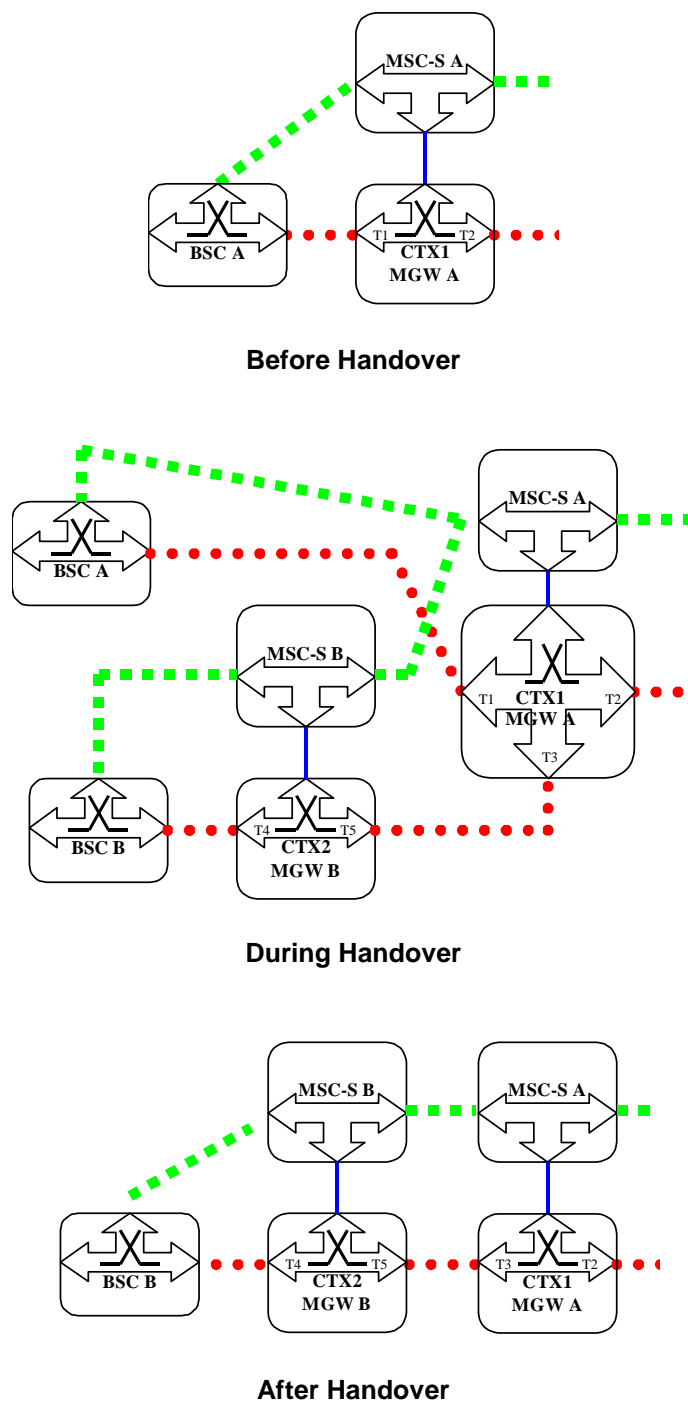 MSC-S A
BSC A
T1
T2
CTX1
MGW A
Before Handover
MSC-S A
BSC A
MSC-S B
T1
T2
CTX1
MGW A
T3
BSC B
T4
T5
CTX2
MGW B
During Handover
MSC-S B
MSC-S A
BSC B
T4
T5
CTX2
MGW B
T3
T2
CTX1
MGW A
After Handover